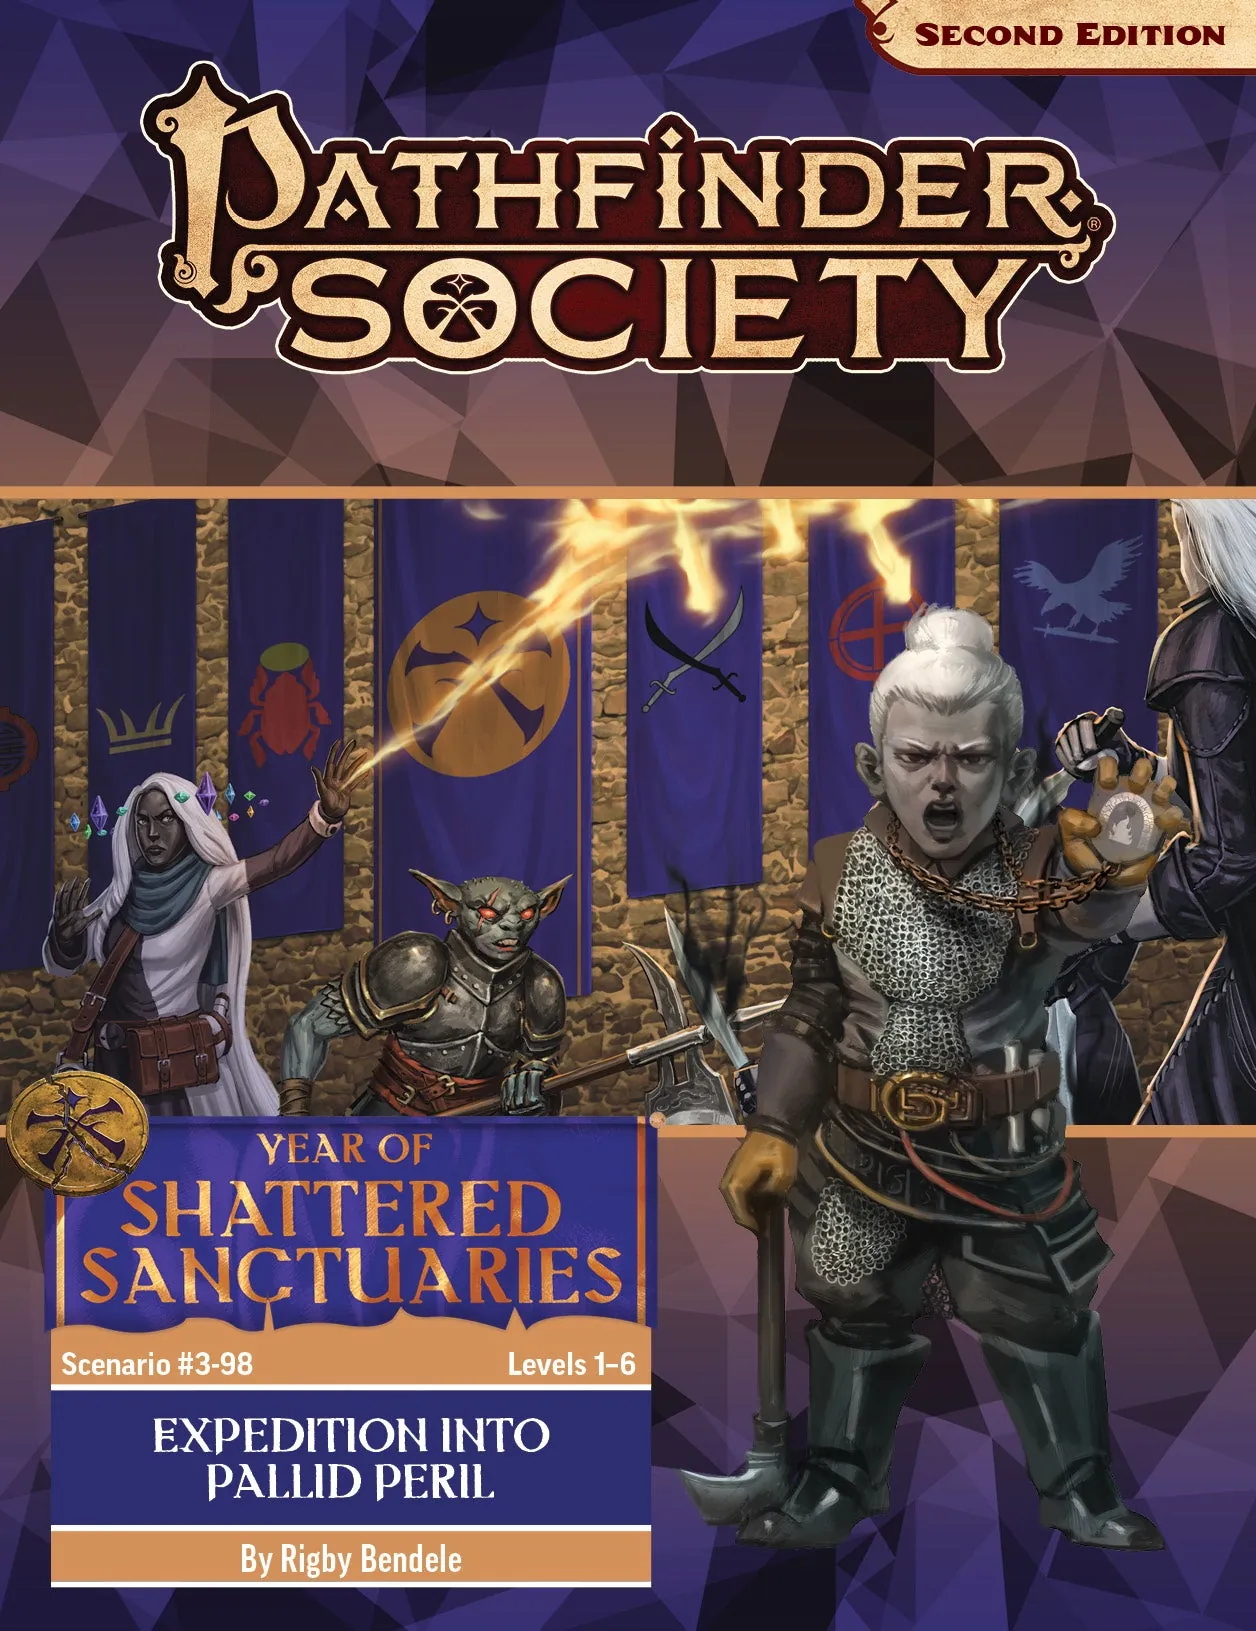 SECOND EDITION
PATHFINDER
®
SOCIETY
YEAR OF
SHATTERED
SANCTUARIES
Scenario #3-98 Levels 1–6
EXPEDITION INTO
PALLID PERIL
By Rigby Bendele